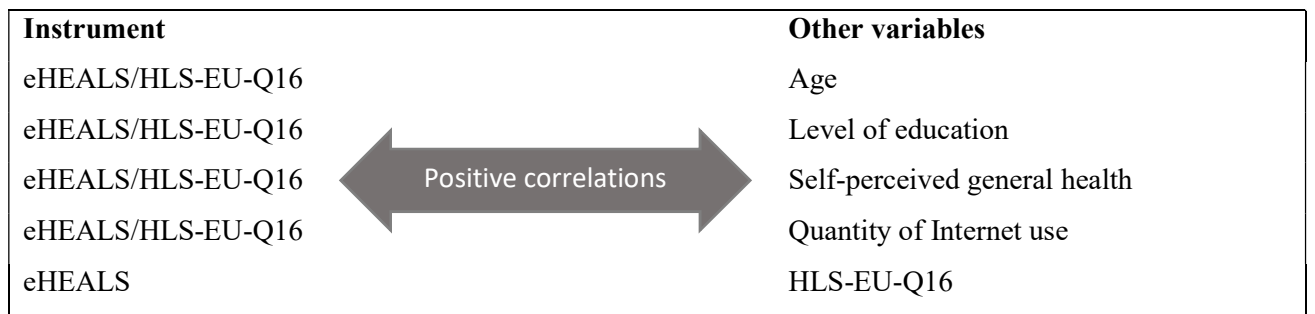 Instrument Other variables
eHEALS/HLS-EU-Q16 Age
eHEALS/HLS-EU-Q16 Level of education
eHEALS/HLS-EU-Q16 Positive correlations Self-perceived general health
eHEALS/HLS-EU-Q16 Quantity of Internet use
eHEALS HLS-EU-Q16